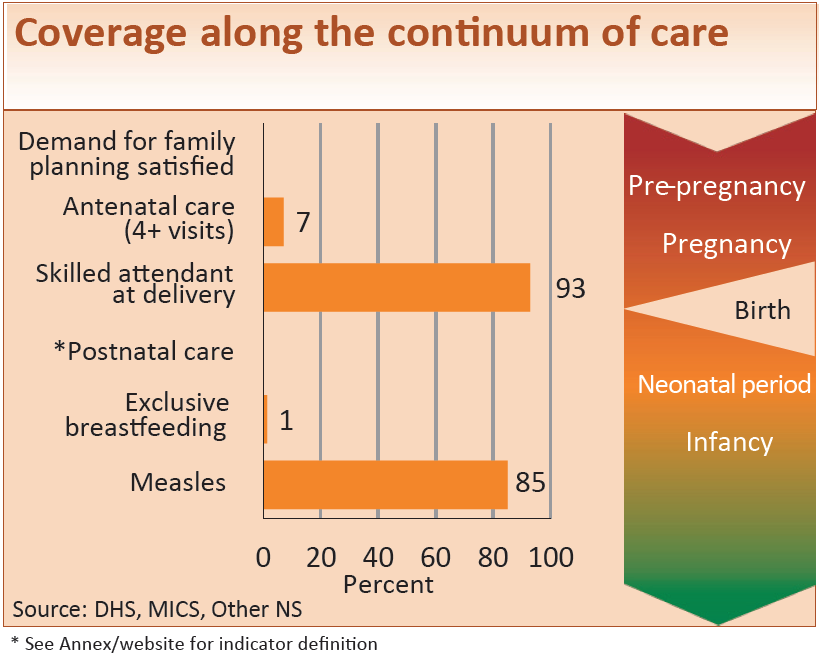 Coverage along the continuum of care
Demand for family
planning satisfied
Antenatal care
(4+ visits)
7
Skilled attendant
at delivery
93
*Postnatal care
Exclusive
breastfeeding
1
Measles
85
0 20 40 60 80 100
Percent
Pre-pregnancy
Pregnancy
Birth
Neonatal period
Infancy
Source: DHS, MICS, Other NS
* See Annex/website for indicator definition